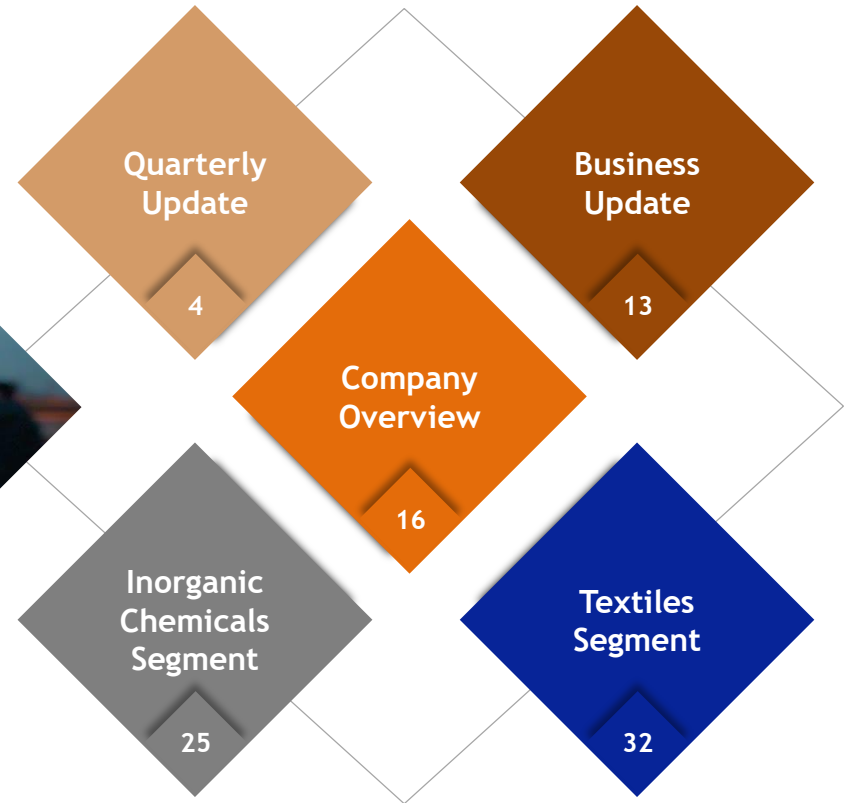 Quarterly
Update
4
Business
Update
13
Company
Overview
16
Inorganic
Chemicals
Segment
25
Textiles
Segment
32